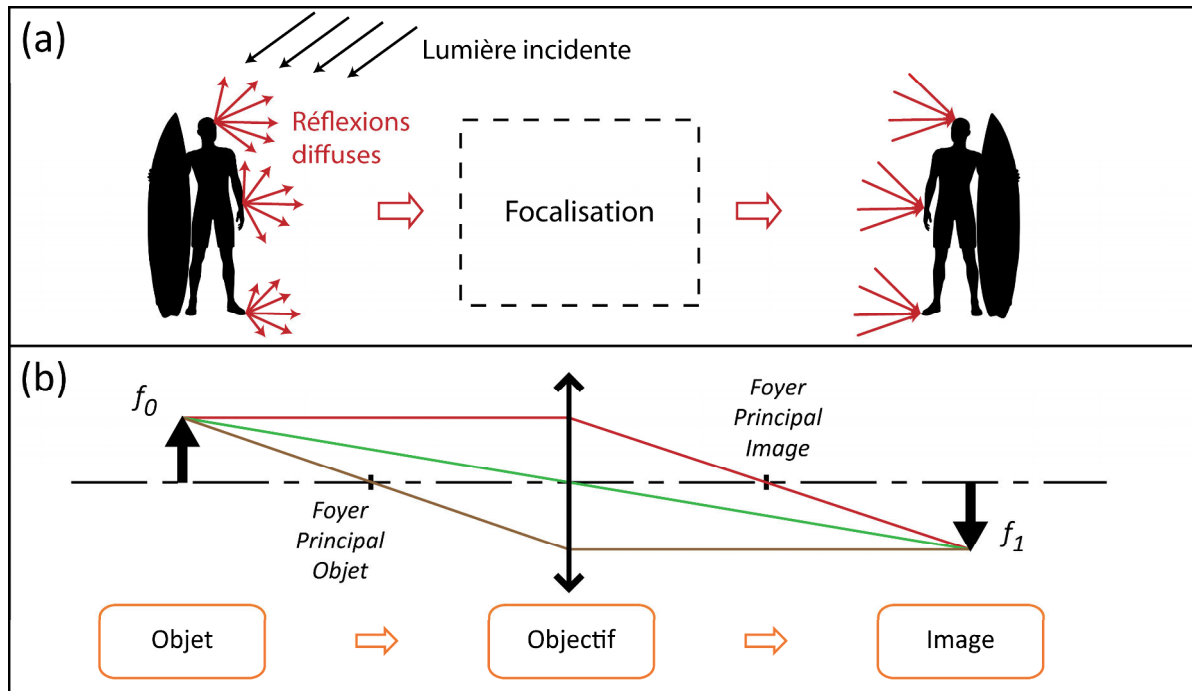 (a)
Lumière incidente
Réflexions
diffuses
Focalisation
(b)
f0
Foyer
Principal
Image
Foyer
Principal
Objet
f1
Objet
Objectif
Image